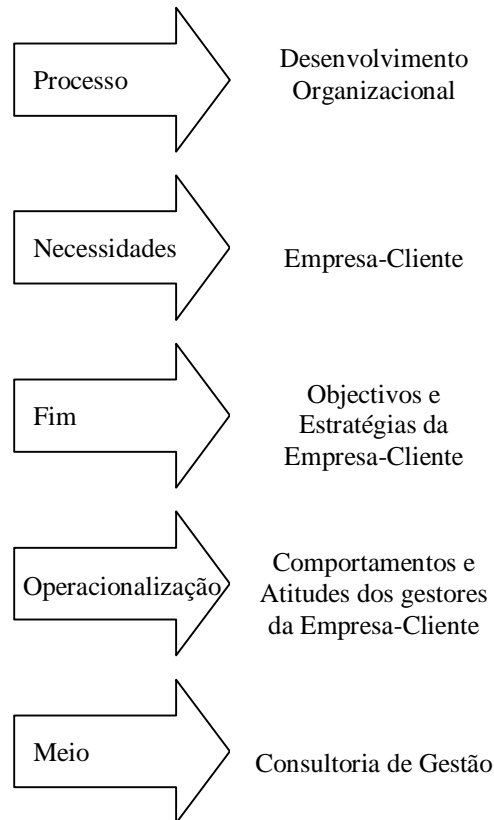 Processo
Desenvolvimento
Organizacional
Necessidades
Empresa-Cliente
Fim
Objectivos e
Estratégias da
Empresa-Cliente
Operacionalização
Comportamentos e
Atitudes dos gestores
da Empresa-Cliente
Meio
Consultoria de Gestão